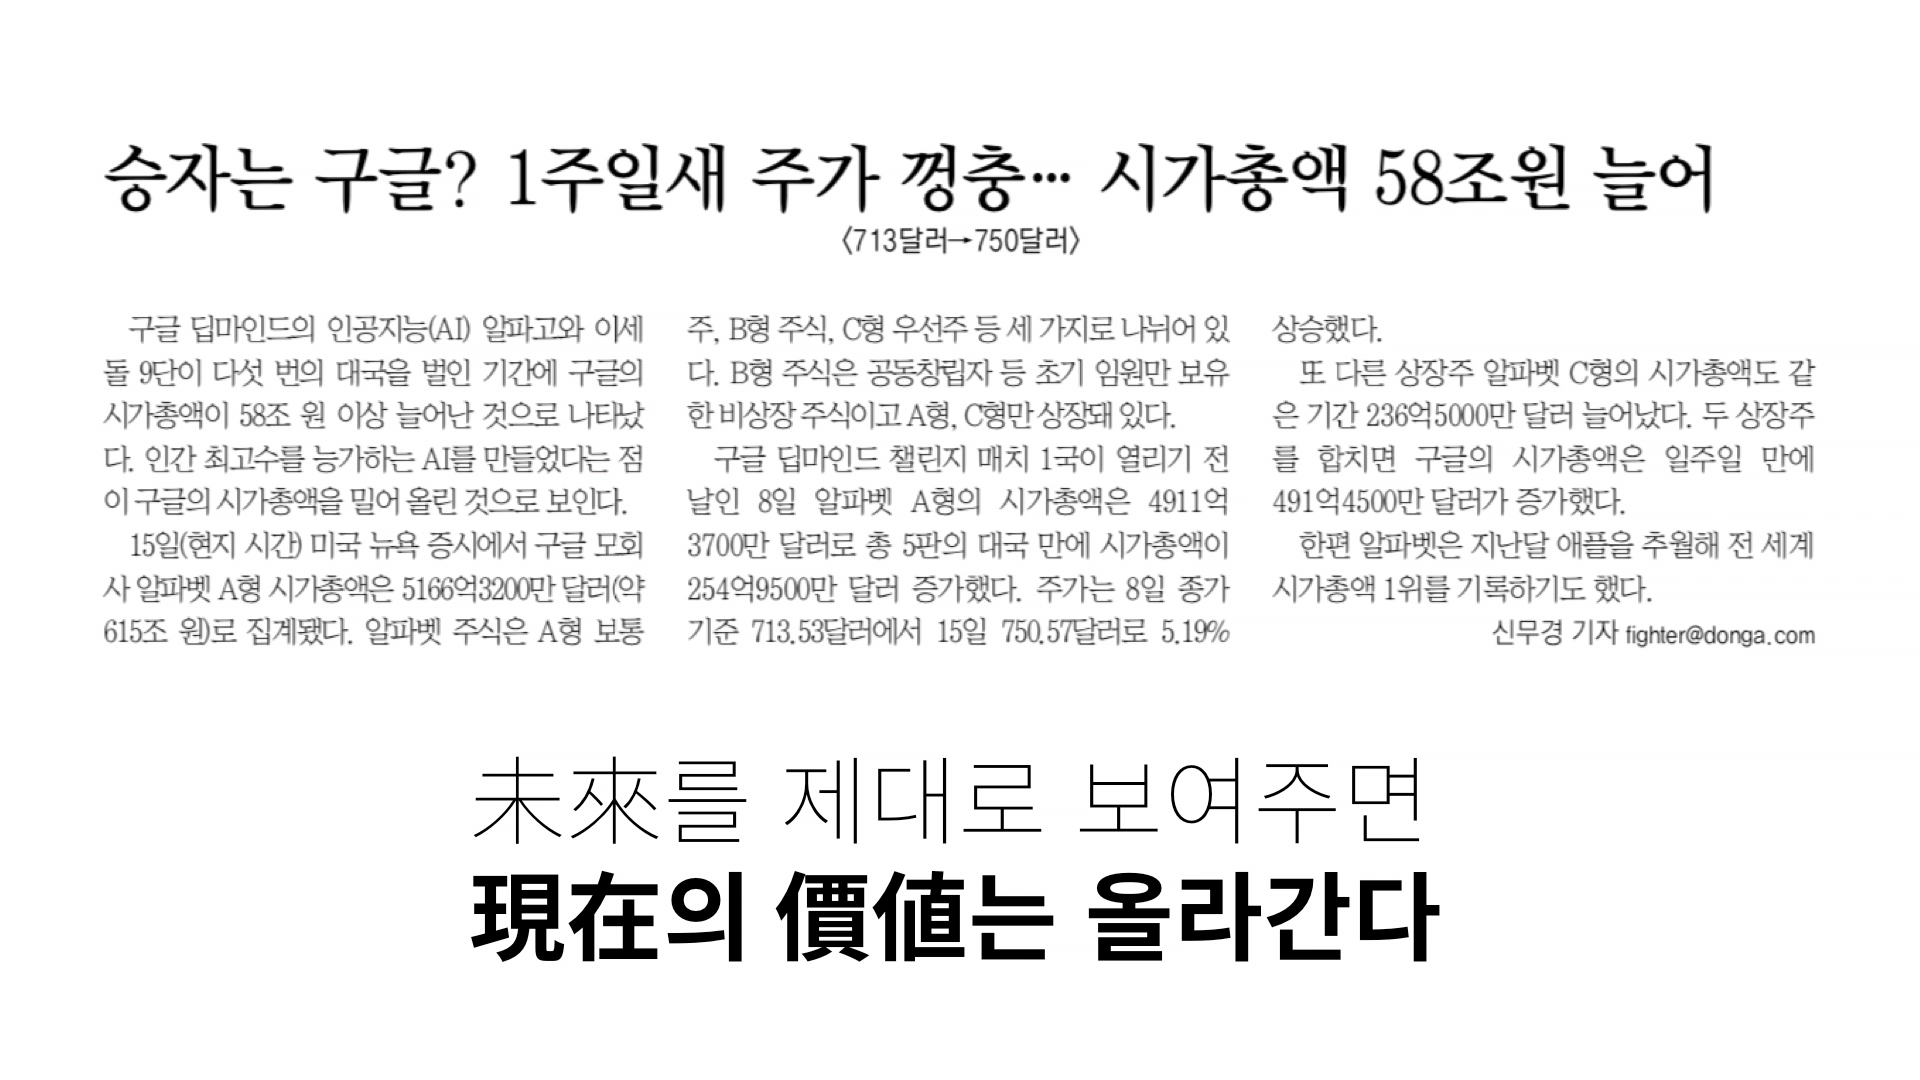 승자는 구글? 1주일새 주가 껑충… 시가총액 58조원 늘어
〈713달러→750달러〉
구글 딥마인드의 인공지능(AI) 알파고와 이세
돌 9단이 다섯 번의 대국을 벌인 기간에 구글의
시가총액이 58조 원 이상 늘어난 것으로 나타났
다. 인간 최고수를 능가하는 AI를 만들었다는 점
이 구글의 시가총액을 밀어 올린 것으로 보인다.
15일(현지 시간) 미국 뉴욕 증시에서 구글 모회
사 알파벳 A형 시가총액은 5166억3200만 달러(약
615조 원)로 집계됐다. 알파벳 주식은 A형 보통
주, B형 주식, C형 우선주 등 세 가지로 나뉘어 있
다. B형 주식은 공동창립자 등 초기 임원만 보유
한 비상장 주식이고 A형, C형만 상장돼 있다.
구글 딥마인드 챌린지 매치 1국이 열리기 전
날인 8일 알파벳 A형의 시가총액은 4911억
3700만 달러로 총 5판의 대국 만에 시가총액이
254억9500만 달러 증가했다. 주가는 8일 종가
기준 713.53달러에서 15일 750.57달러로 5.19%
상승했다.
또 다른 상장주 알파벳 C형의 시가총액도 같
은 기간 236억5000만 달러 늘어났다. 두 상장주
를 합치면 구글의 시가총액은 일주일 만에
491억4500만 달러가 증가했다.
한편 알파벳은 지난달 애플을 추월해 전 세계
시가총액 1위를 기록하기도 했다.
신무경 기자 fighter@donga.com
未來를 제대로 보여주면
現在의 價値는 올라간다